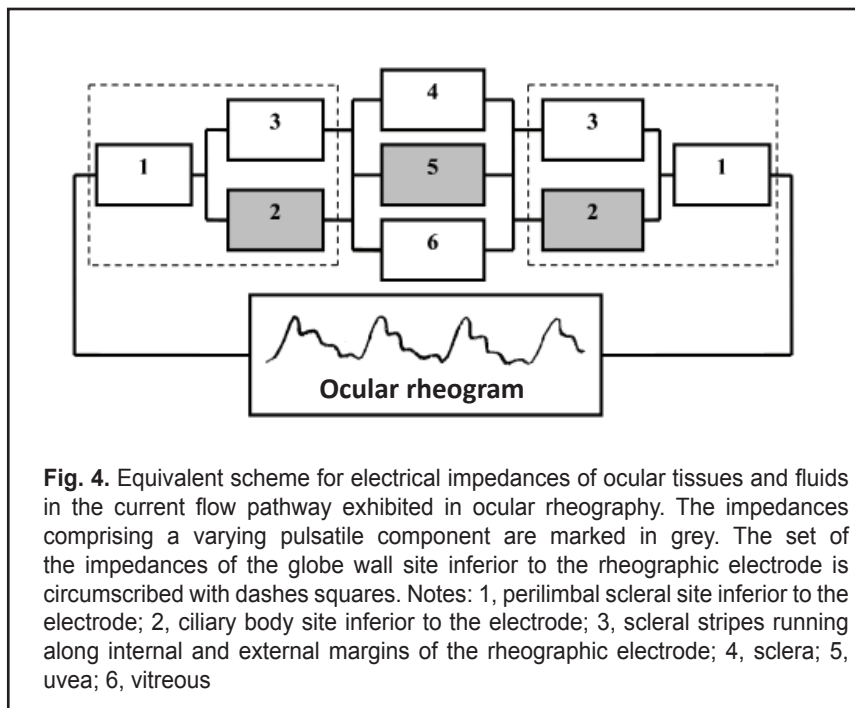 4
3
3
1
5
1
2
2
6
Ocular rheogram
Fig. 4. Equivalent scheme for electrical impedances of ocular tissues and fluids
in the current flow pathway exhibited in ocular rheography. The impedances
comprising a varying pulsatile component are marked in grey. The set of
the impedances of the globe wall site inferior to the rheographic electrode is
circumscribed with dashes squares. Notes: 1, perilimbal scleral site inferior to the
electrode; 2, ciliary body site inferior to the electrode; 3, scleral stripes running
along internal and external margins of the rheographic electrode; 4, sclera; 5,
uvea; 6, vitreous